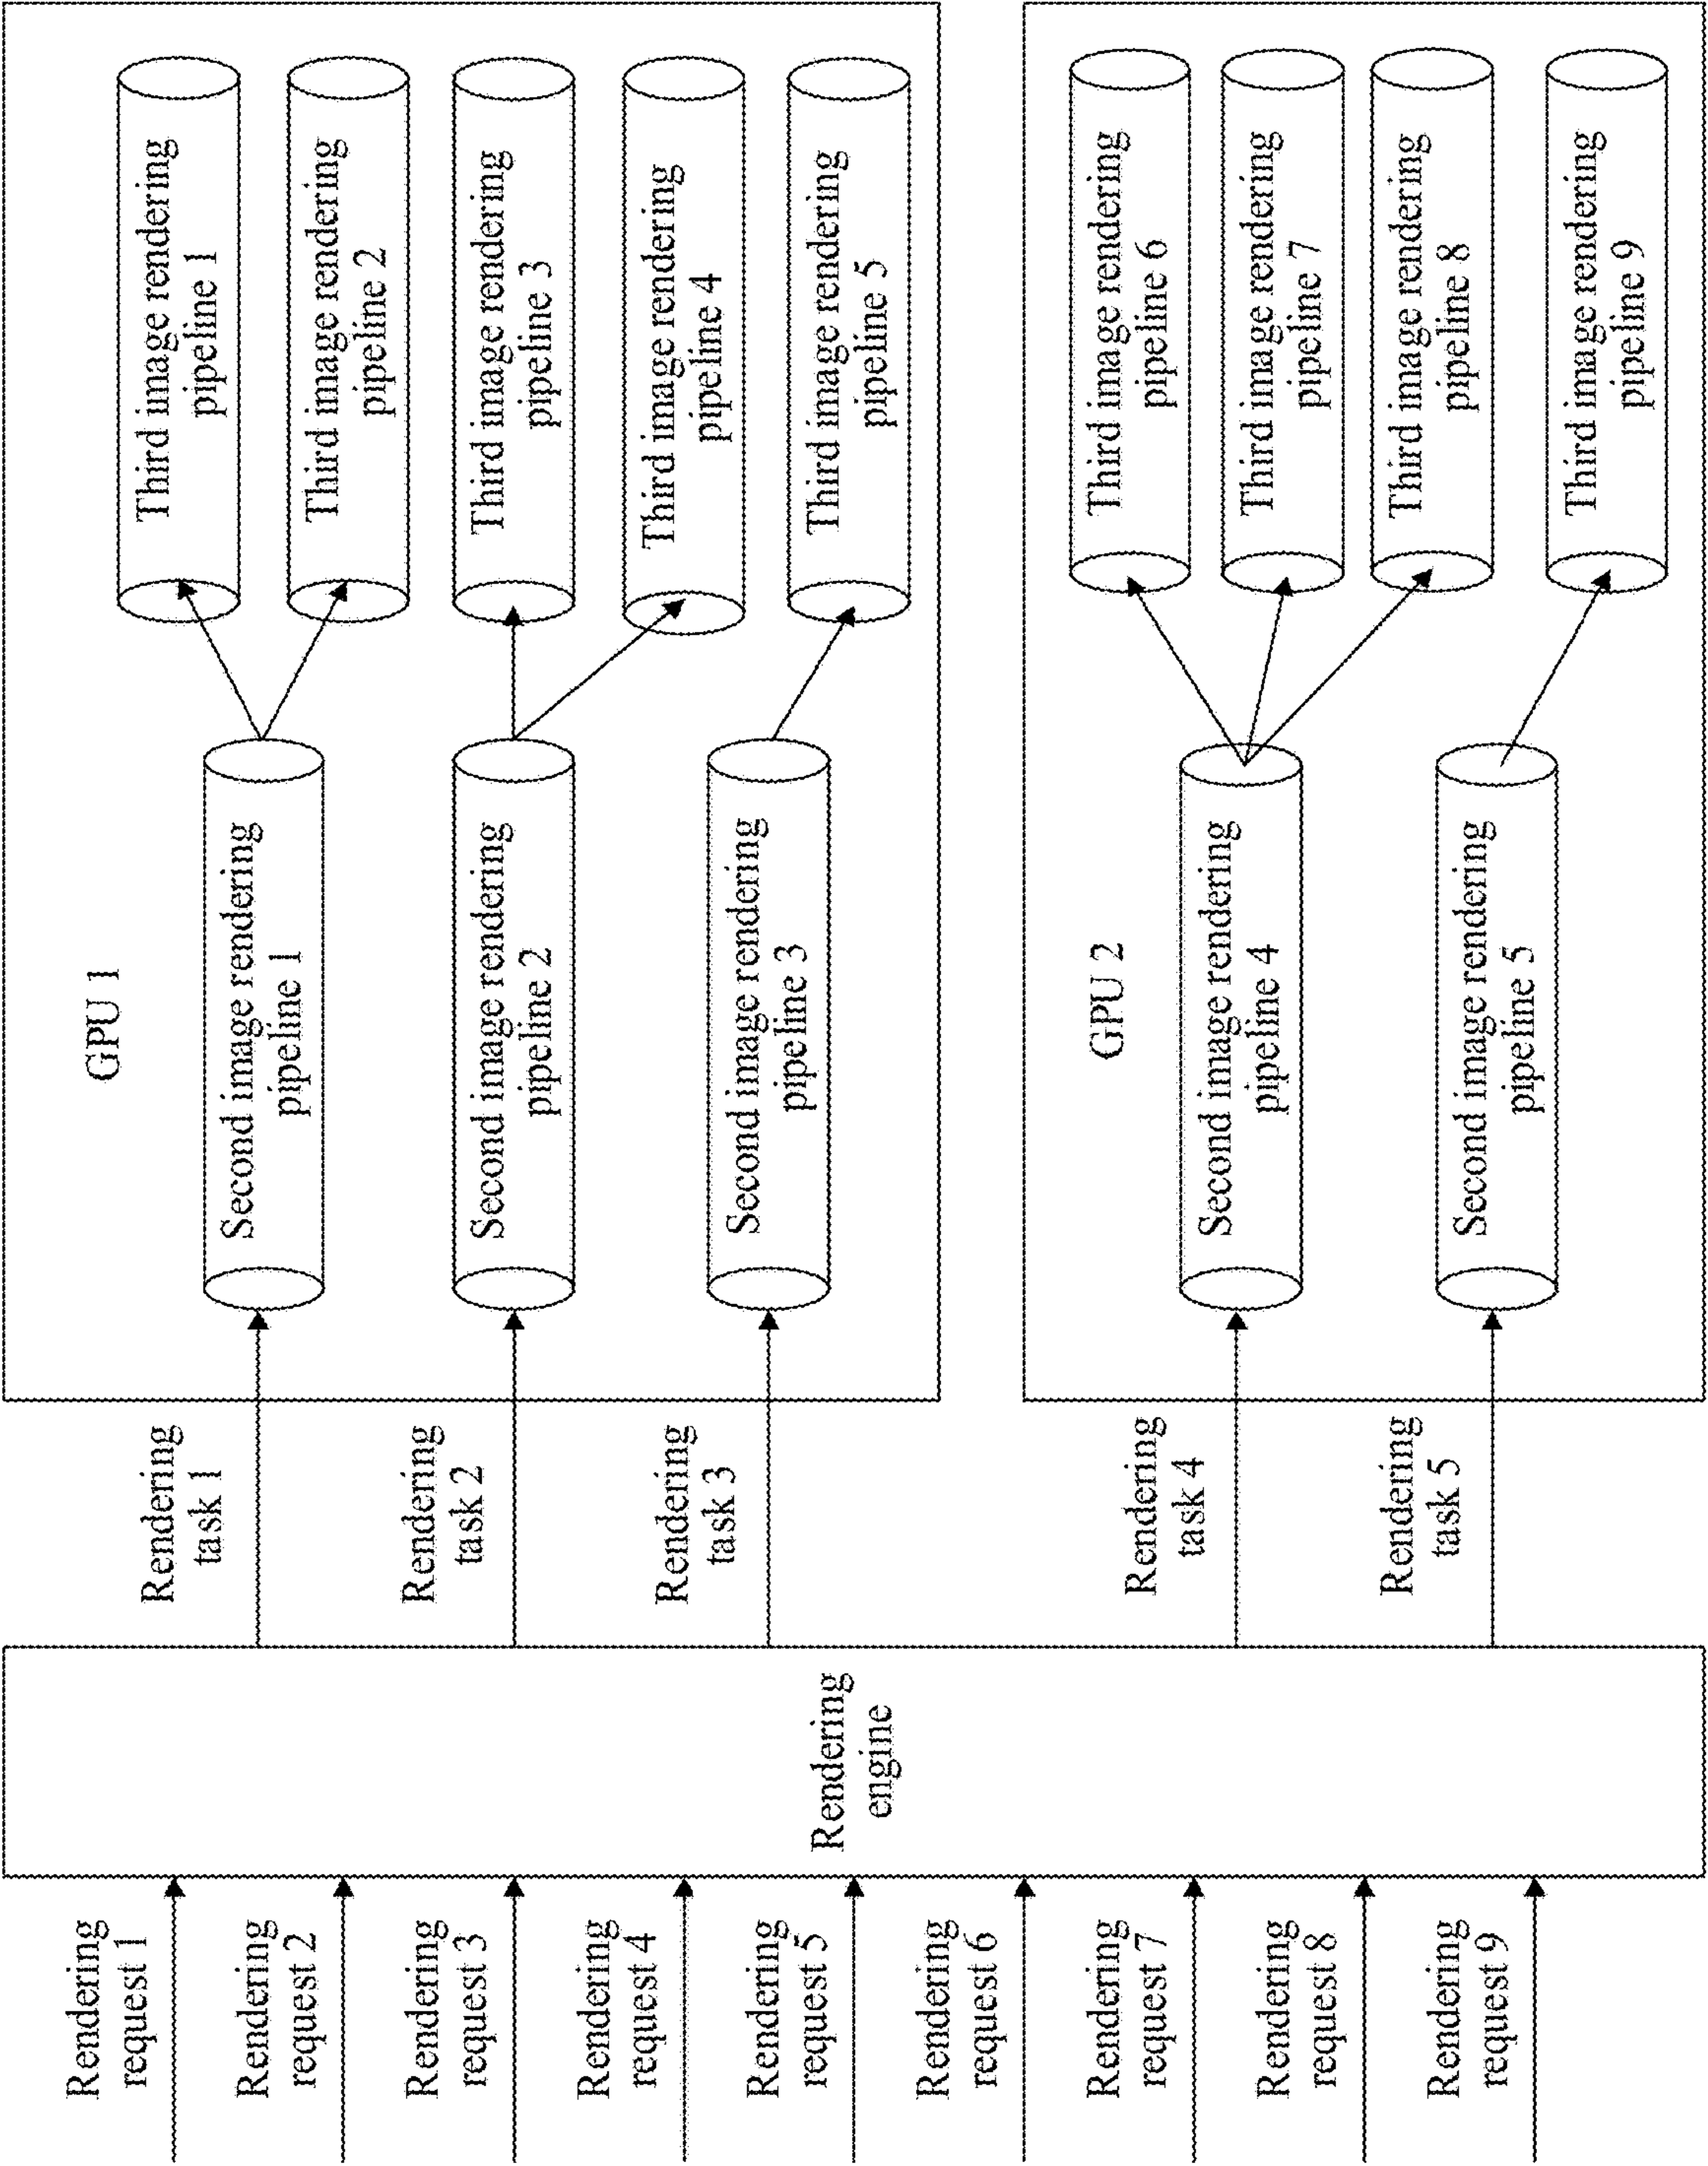 Rendering
request 1
Rendering
request 2
Rendering
request 3
Rendering
request 4
Rendering
request 5
Rendering
request 6
Rendering
request 7
Rendering
request 8
Rendering
request 9
Rendering
engine
Rendering
task 1
Rendering
task 2
Rendering
task 3
Rendering
task 4
Rendering
task 5
GPU 1
Second image rendering
pipeline 1
Second image rendering
pipeline 2
Second image rendering
pipeline 3
Third image rendering
pipeline 1
Third image rendering
pipeline 2
Third image rendering
pipeline 3
Third image rendering
pipeline 4
Third image rendering
pipeline 5
GPU 2
Second image rendering
pipeline 4
Second image rendering
pipeline 5
Third image rendering
pipeline 6
Third image rendering
pipeline 7
Third image rendering
pipeline 8
Third image rendering
pipeline 9